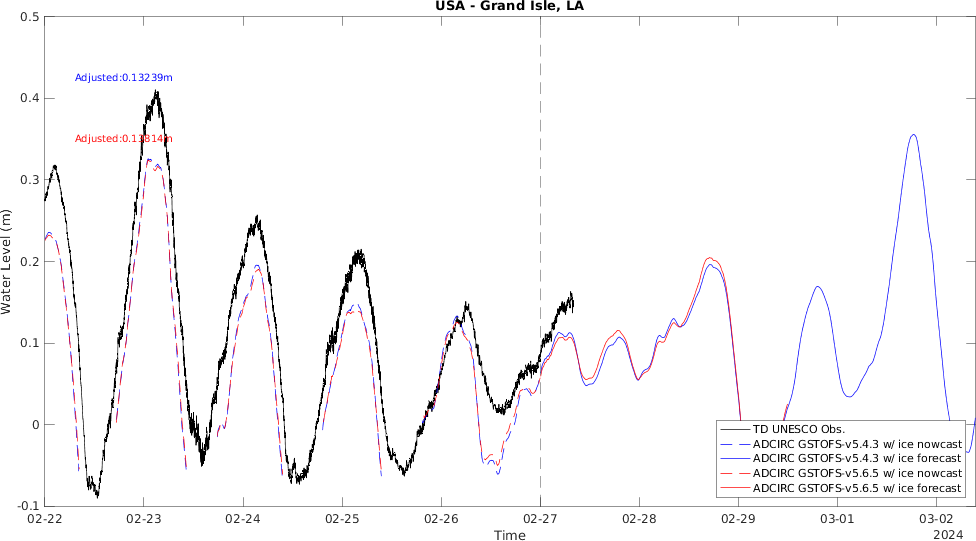 USA - Grand Isle, LA
0.5
0.4
0.3
0.2
0.1
0
-0.1
Water Level (m)
Adjusted:0.13239m
Adjusted:0.11814m
TD UNESCO Obs.
ADCIRC GSTOFS-v5.4.3 w/ ice nowcast
ADCIRC GSTOFS-v5.4.3 w/ ice forecast
ADCIRC GSTOFS-v5.6.5 w/ ice nowcast
ADCIRC GSTOFS-v5.6.5 w/ ice forecast
02-22 02-23 02-24 02-25 02-26 02-27 02-28 02-29 03-01 03-02
Time
2024